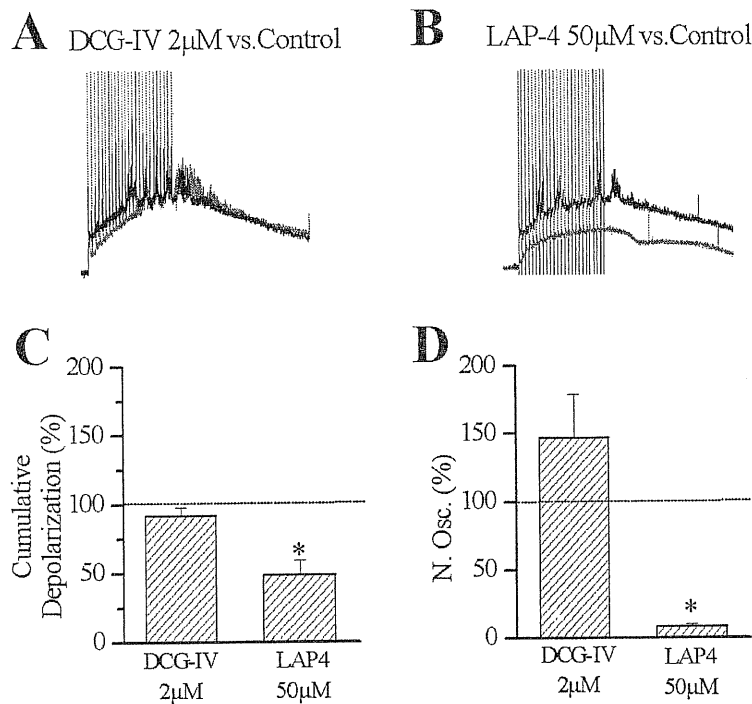 A DCG-IV 2µM vs.Control
B LAP-4 50µM vs.Control
C
200
150
100
50
0
Cumulative
Depolarization (%)
*
DCG-IV
2µM
LAP4
50µM
D
200
150
100
50
0
N. Osc. (%)
*
DCG-IV
2µM
LAP4
50µM